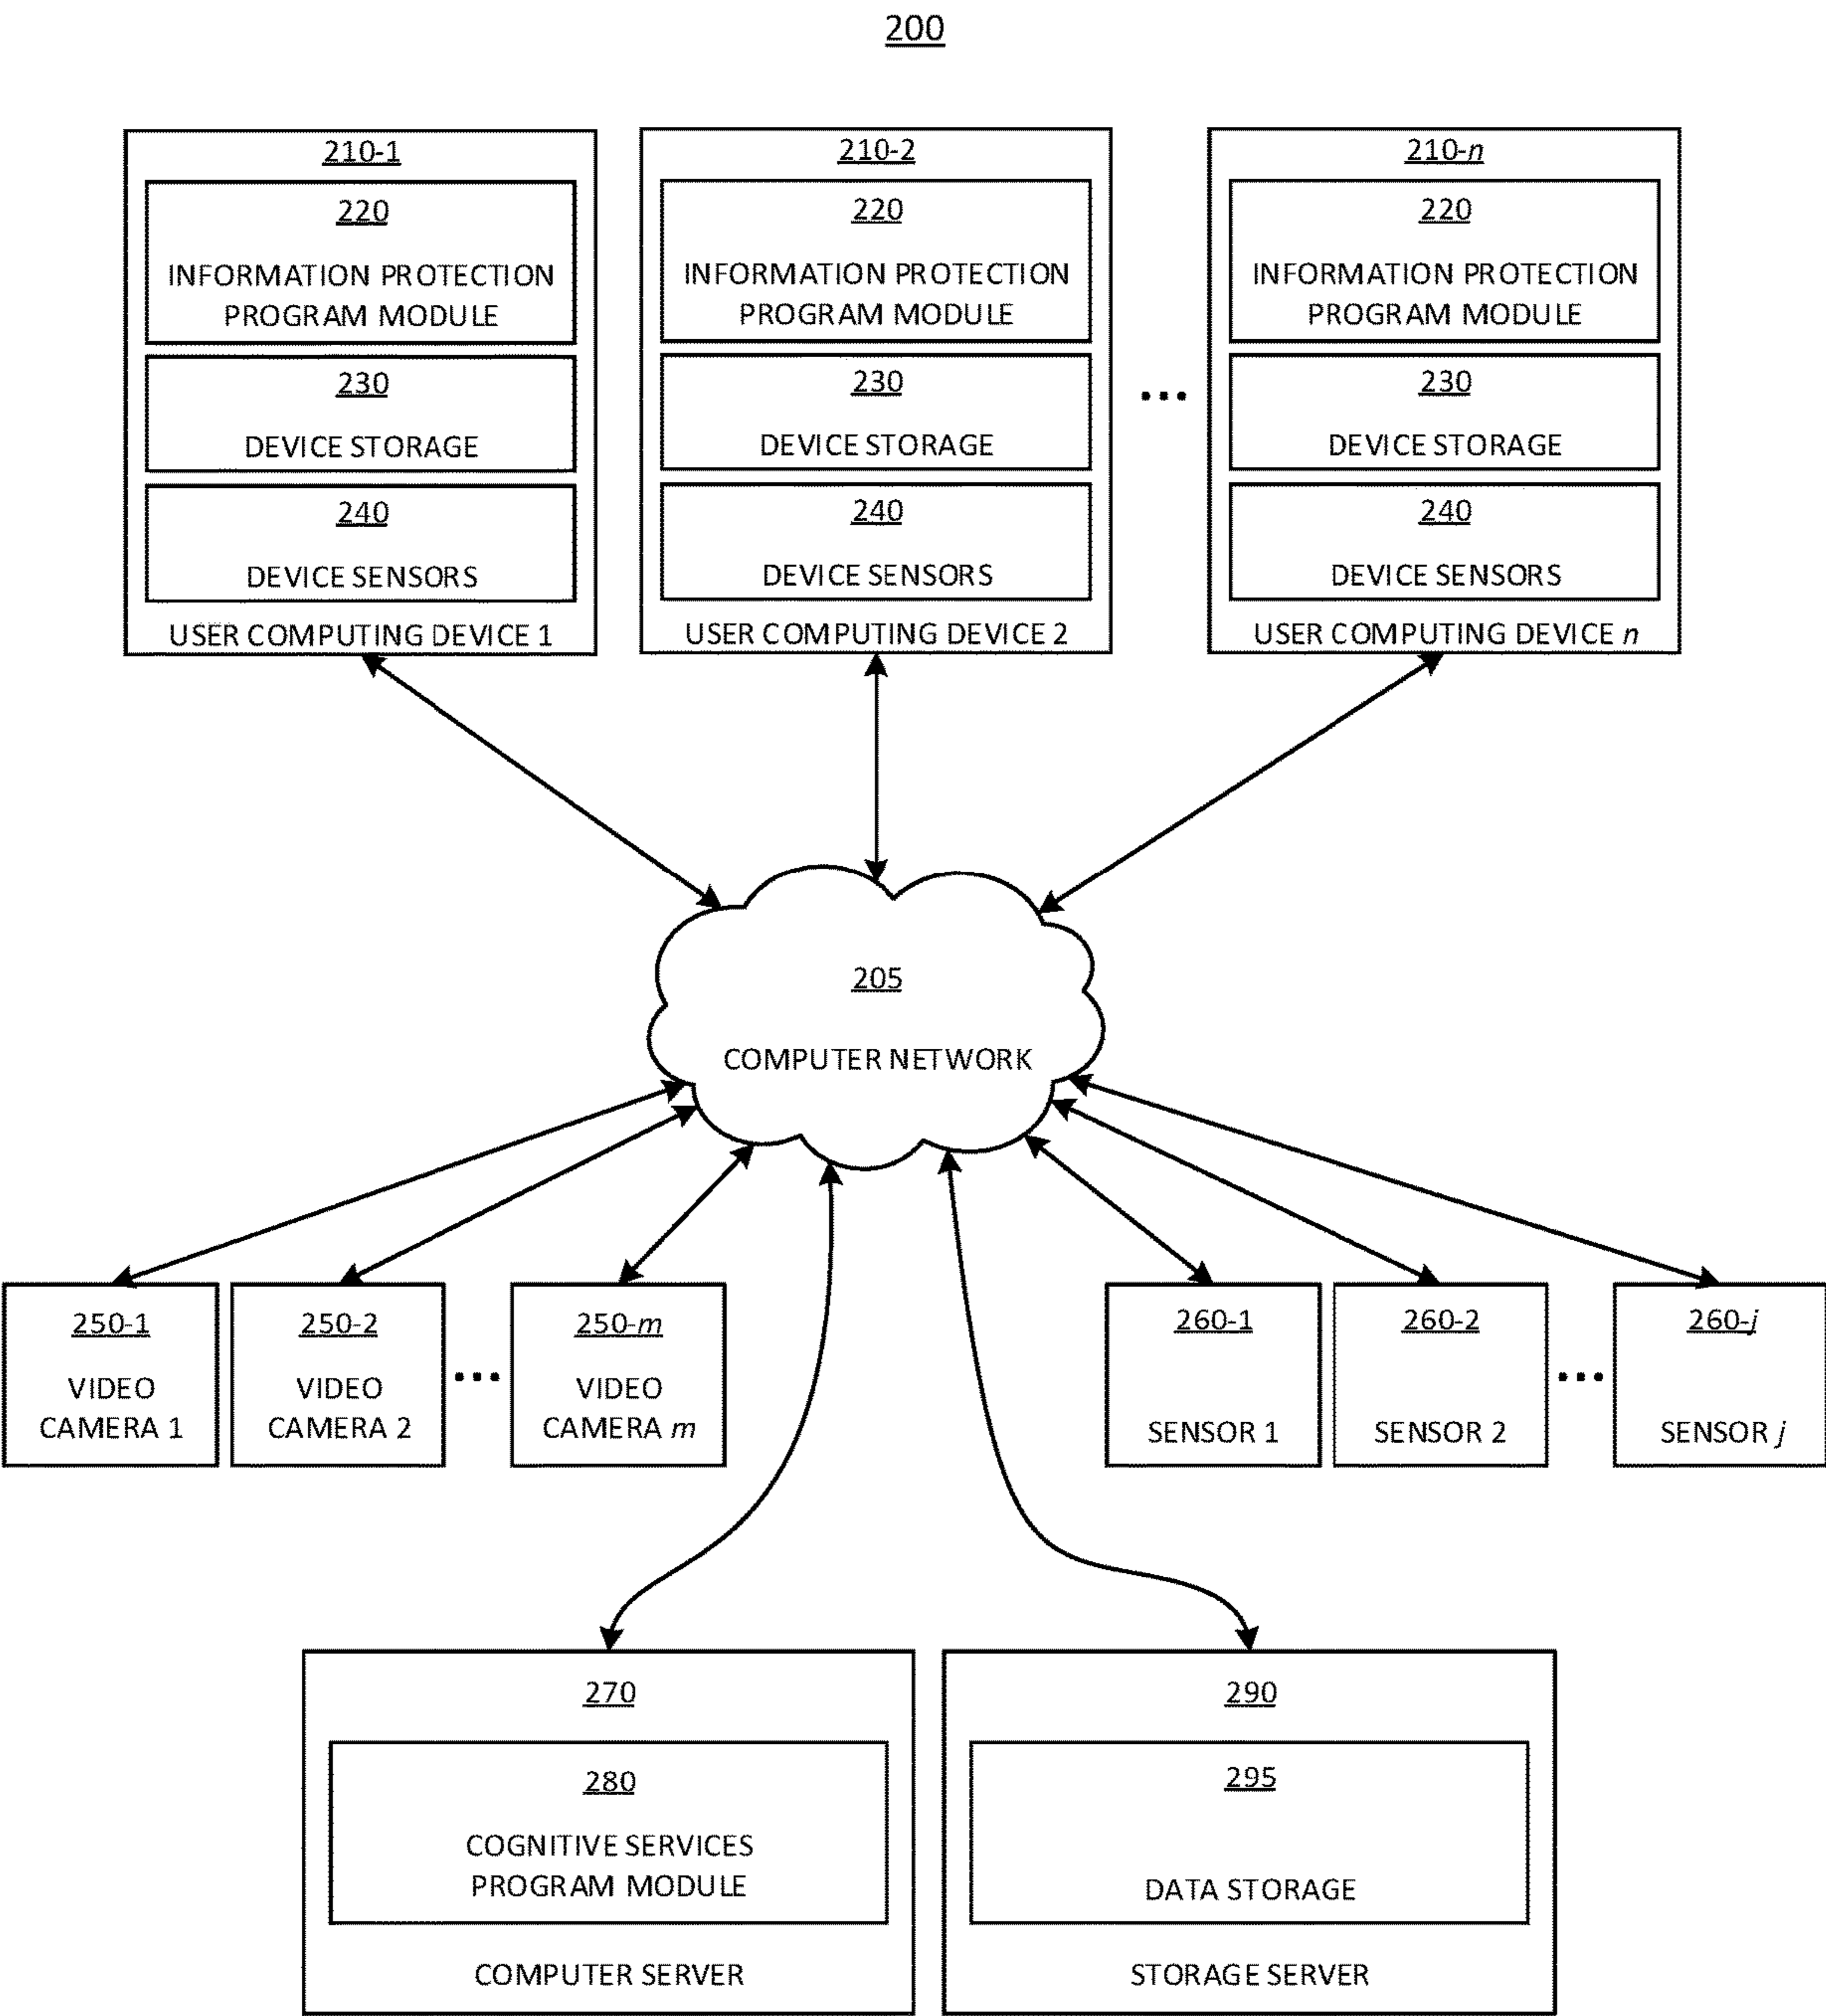 200
210-1
220
INFORMATION PROTECTION
PROGRAM MODULE
230
DEVICE STORAGE
240
DEVICE SENSORS
USER COMPUTING DEVICE 1
210-2
220
INFORMATION PROTECTION
PROGRAM MODULE
230
DEVICE STORAGE
240
DEVICE SENSORS
USER COMPUTING DEVICE 2
...
210-n
220
INFORMATION PROTECTION
PROGRAM MODULE
230
DEVICE STORAGE
240
DEVICE SENSORS
USER COMPUTING DEVICE n
205
COMPUTER NETWORK
250-1
VIDEO
CAMERA 1
250-2
VIDEO
CAMERA 2
...
250-m
VIDEO
CAMERA m
260-1
SENSOR 1
260-2
SENSOR 2
...
260-j
SENSOR j
270
280
COGNITIVE SERVICES
PROGRAM MODULE
COMPUTER SERVER
290
295
DATA STORAGE
STORAGE SERVER